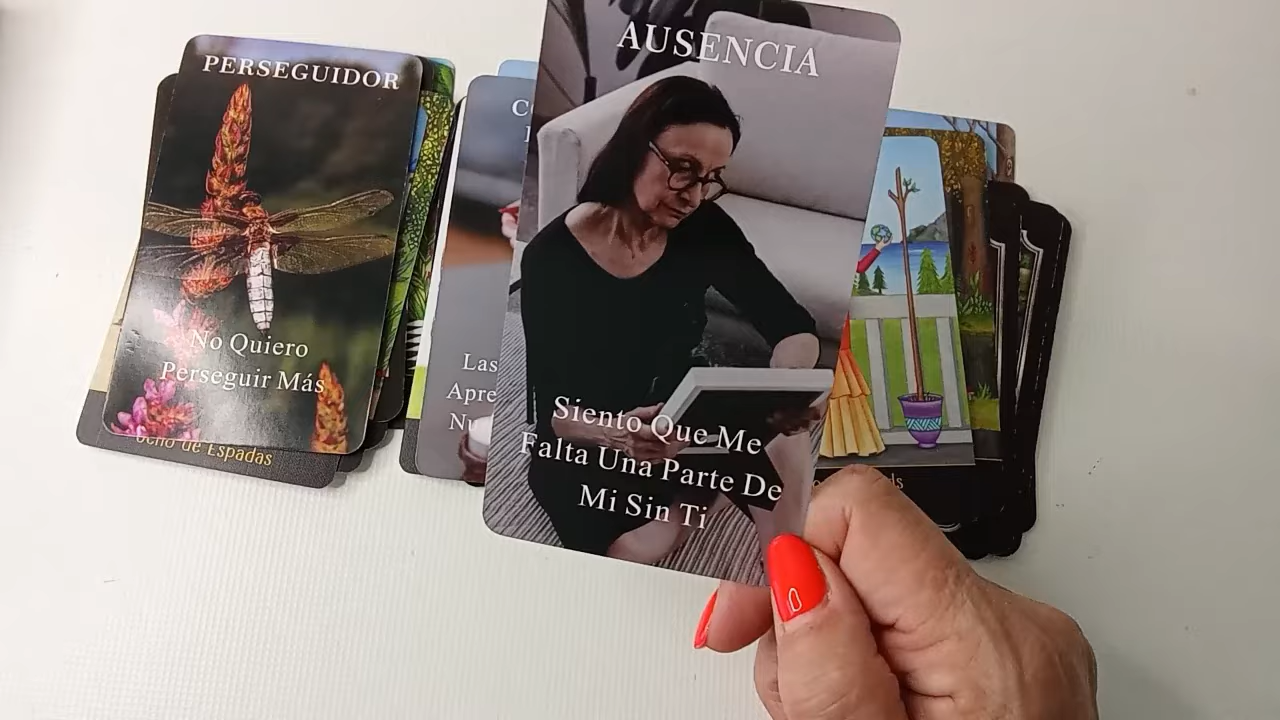 PERSEGUIDOR
No Quiero
Perseguir Más
Ocho de Espadas
Las
AUSENCIA
Siento Que Me
Falta Una Parte De
Mi Sin Ti